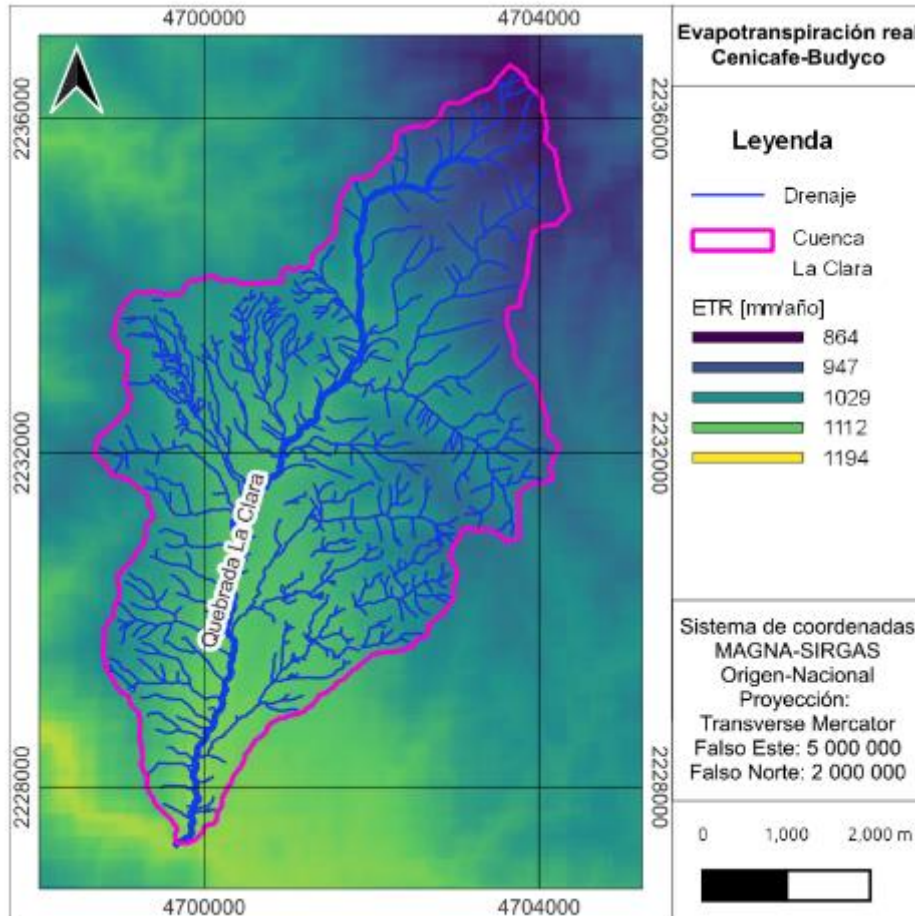 4700000
4704000
Evapotranspiración real
Cenicafe-Budyco
2236000
2236000
Leyenda
Drenaje
Cuenca
La Clara
ETR [mm/año]
864
947
1029
1112
1194
2232000
2232000
Quebrada La Clara
Sistema de coordenadas
MAGNA-SIRGAS
Origen-Nacional
Proyección:
Transverse Mercator
Falso Este: 5 000 000
Falso Norte: 2 000 000
2228000
2228000
0
1,000
2,000 m
4700000
4704000